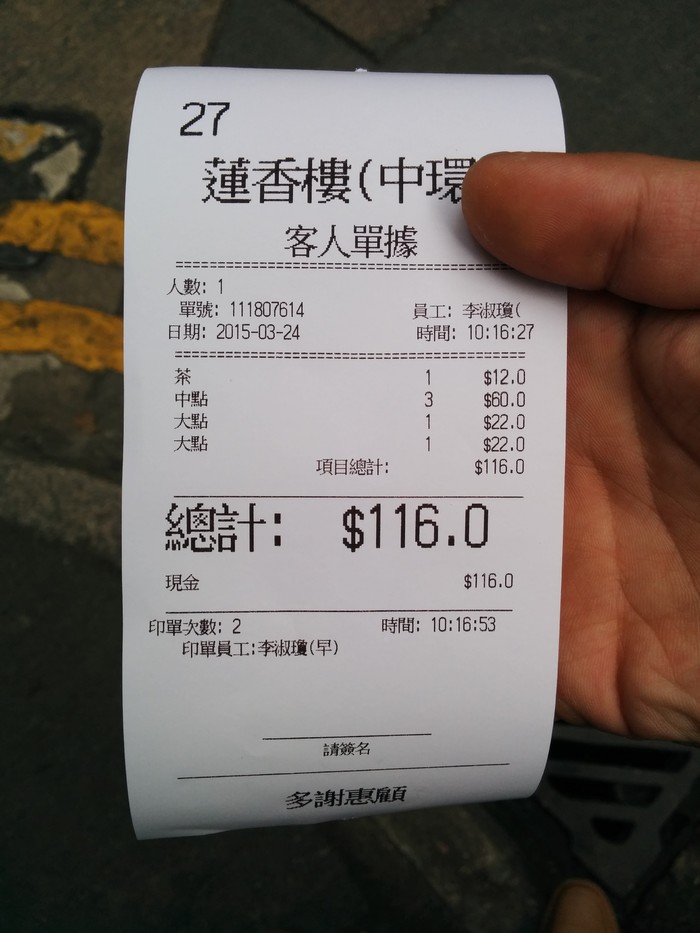 27
蓮香樓(中環
客人單據
人數: 1
單號: 111807614 員工: 李淑瓊(
日期: 2015-03-24 時間: 10:16:27
茶 1 $12.0
中點 3 $60.0
大點 1 $22.0
大點 1 $22.0
項目總計: $116.0
總計: $116.0
現金 $116.0
印單次數: 2 時間: 10:16:53
印單員工:李淑瓊(早)
請簽名
多謝惠顧